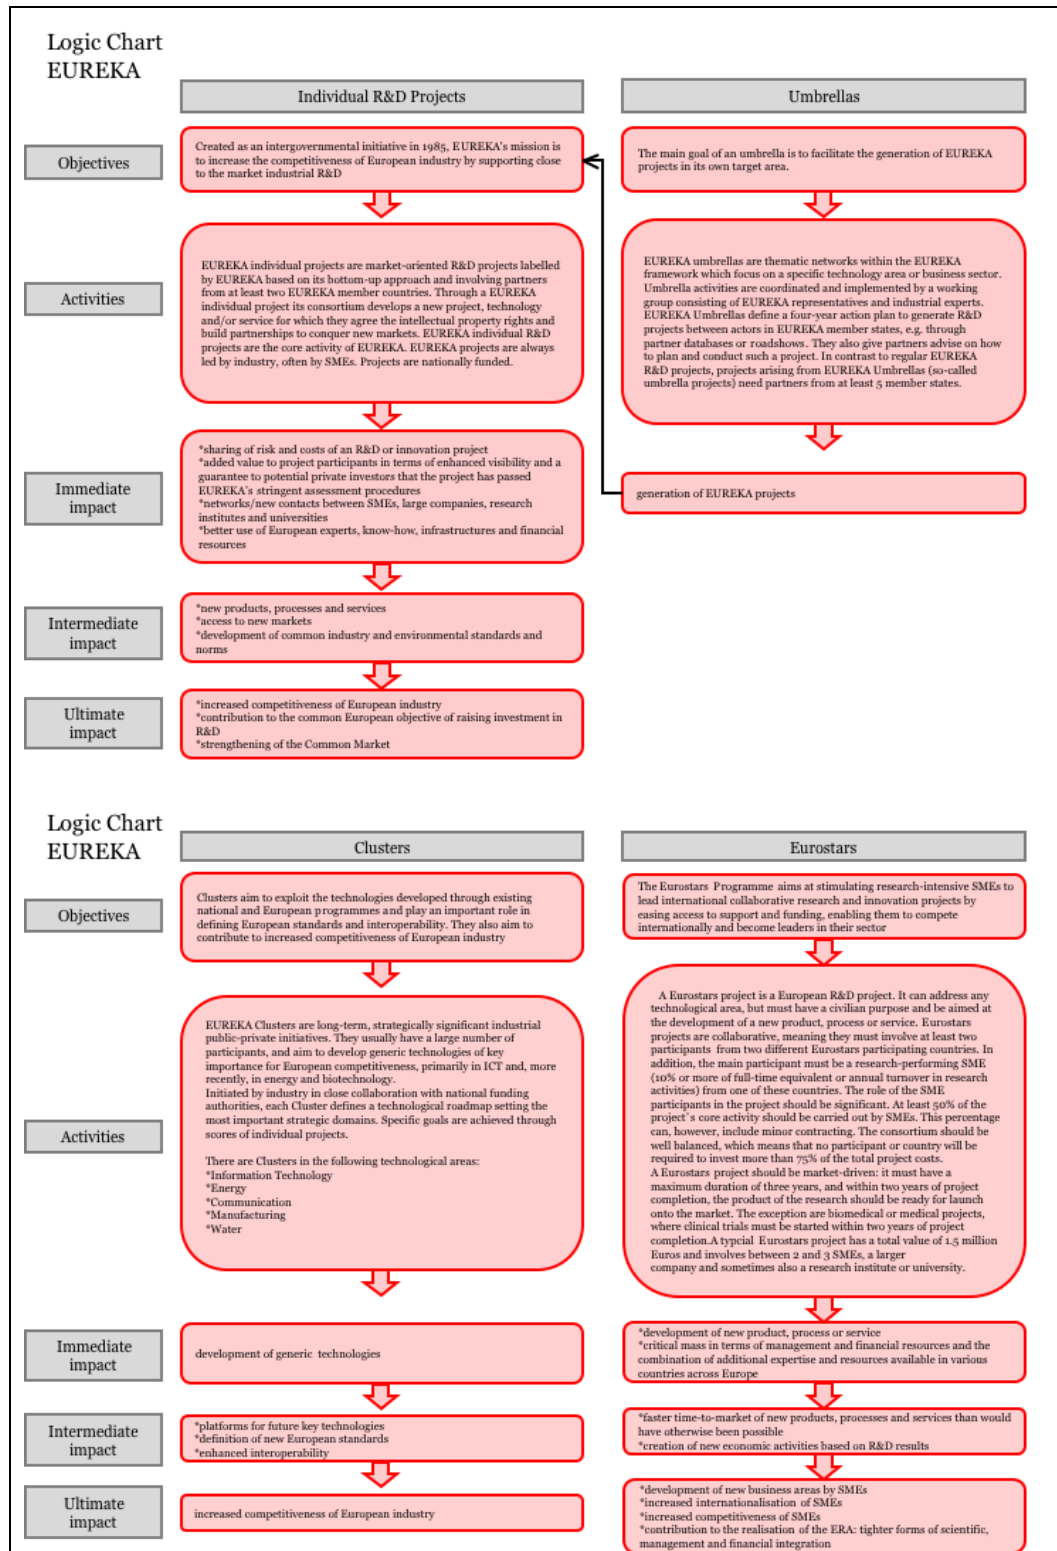 Logic Chart
EUREKA
Individual R&D Projects
Umbrellas
Objectives
Created as an intergovernmental initiative in 1985, EUREKA's mission is
to increase the competitiveness of European industry by supporting close
to the market industrial R&D
The main goal of an umbrella is to facilitate the generation of EUREKA
projects in its own target area.
Activities
EUREKA individual projects are market-oriented R&D projects labelled
by EUREKA based on its bottom-up approach and involving partners
from at least two EUREKA member countries. Through a EUREKA
individual project its consortium develop a new project, technology
and/or service for which they agree the intellectual property rights and
build partnerships to conquer new markets. EUREKA individual R&D
projects are the core activity of EUREKA. EUREKA projects are always
led by industry, often by SMEs. Projects are nationally funded.
EUREKA umbrellas are thematic networks within the EUREKA
framework which focus on a specific technology area or business sector.
Umbrella activities are coordinated and implemented by a working
group consisting of EUREKA representatives and industrial experts.
EUREKA Umbrellas define a four-year action plan to generate R&D
projects between actors in EUREKA member states, e.g. through
partner databases or roadshows. They also give partners advise on how
to plan and conduct such a project. In contrast to regular EUREKA
R&D projects, projects arising from EUREKA Umbrellas (so-called
umbrella projects) need partners from at least 5 member states.
Immediate
impact
*sharing of risk and costs of an R&D or innovation project
*added value to project participants in terms of enhanced visibility and a
guarantee to potential private investors that the project has passed
EUREKA's stringent assessment procedures
*networks/new contacts between SMEs, large companies, research
institutes and universities
*better use of European experts, know-how, infrastructures and financial
resources
generation of EUREKA projects
Intermediate
impact
*new products, processes and services
*access to new markets
*development of common industry and environmental standards and
norms
Ultimate
impact
*increased competitiveness of European industry
*contribution to the common European objective of raising investment in
R&D
*strengthening of the Common Market
Logic Chart
EUREKA
Clusters
Eurostars
Objectives
Clusters aim to exploit the technologies developed through existing
national and European programmes and play an important role in
defining European standards and interoperability. They also aim to
contribute to increased competitiveness of European industry
The Eurostars Programme aims at stimulating research-intensive SMEs to
lead international collaborative research and innovation projects by
easing access to support and funding, enabling them to compete
internationally and become leaders in their sector
Activities
EUREKA Clusters are long-term, strategically significant industrial
public-private initiatives. They usually have a large number of
participants, and aim to develop generic technologies of key
importance for European competitiveness, primarily in ICT and, more
recently, in energy and biotechnology.
Initiated by industry in close collaboration with national funding
authorities, each Cluster defines a technological roadmap setting the
most important strategic domains. Specific goals are achieved through
scores of individual projects.
There are Clusters in the following technological areas:
*Information Technology
*Energy
*Communication
*Manufacturing
*Water
A Eurostars project is a European R&D project. It can address any
technological area, but must have a civilian purpose and be aimed at
the development of a new product, process or service. Eurostars
projects are collaborative, meaning they must involve at least two
participants from two different Eurostars participating countries. In
addition, the main participant must be a research-performing SME
(10% or more of full-time equivalent or annual turnover in research
activities) from one of these countries. The role of the SME
participants in the project should be significant. At least 50% of the
project's core activity should be carried out by SMEs. This percentage
can, however, include minor contracting. The consortium should be
well balanced, which means that no participant or country will be
required to invest more than 75% of the total project costs.
A Eurostars project should be market-driven: it must have a
maximum duration of three years, and within two years of project
completion, the product of the research should be ready for launch
onto the market. The exception are biomedical or medical projects,
where clinical trials must be started within two years of project
completion.A typcial Eurostars project has a total value of 1.5 million
Euros and involves between 2 and 3 SMEs, a larger
company and sometimes also a research institute or university.
Immediate
impact
development of generic technologies
*development of new product, process or service
*critical mass in terms of management and financial resources and the
combination of additional expertise and resources available in various
countries across Europe
Intermediate
impact
*platforms for future key technologies
*definition of new European standards
*enhanced interoperability
*faster time-to-market of new products, processes and services than would
have otherwise been possible
*creation of new economic activities based on R&D results
Ultimate
impact
increased competitiveness of European industry
*development of new business areas by SMEs
*increased internationalisation of SMEs
*increased competitiveness of SMEs
*contribution to the realisation of the ERA: tighter forms of scientific,
management and financial integration